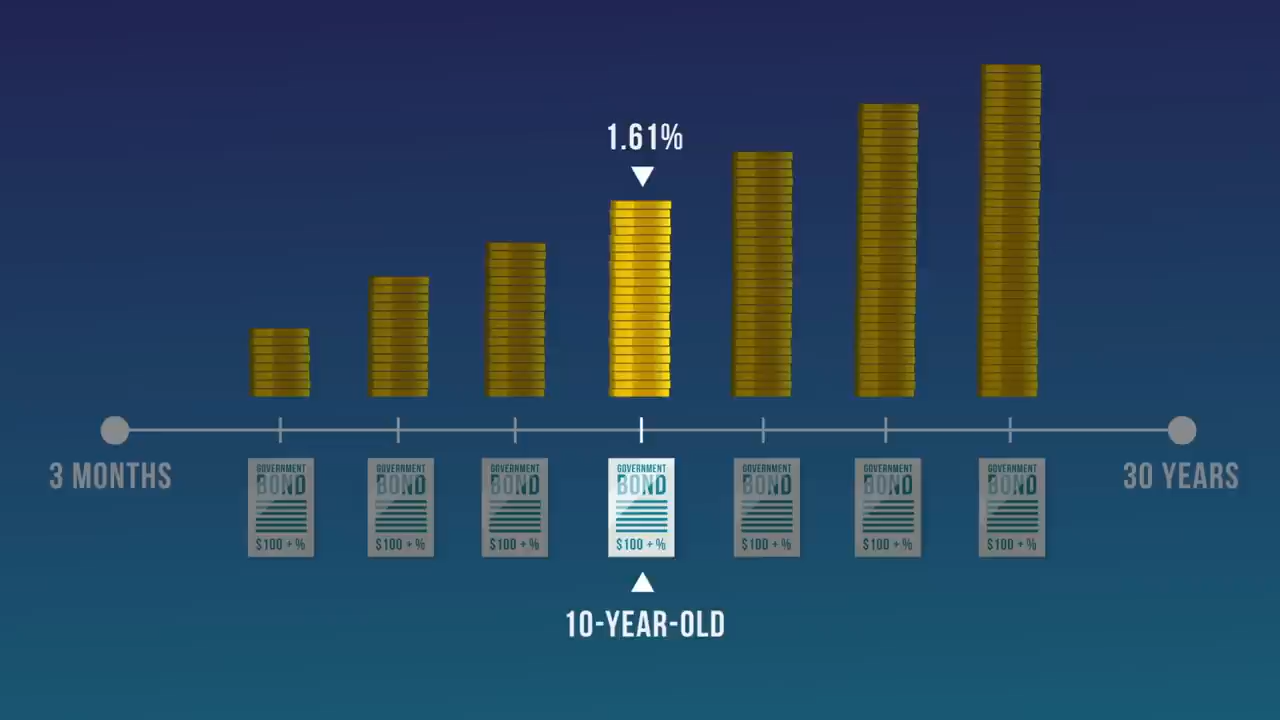 1.61%
3 MONTHS
30 YEARS
GOVERNMENT
BOND
$100 + %
GOVERNMENT
BOND
$100 + %
GOVERNMENT
BOND
$100 + %
GOVERNMENT
BOND
$100 + %
GOVERNMENT
BOND
$100 + %
GOVERNMENT
BOND
$100 + %
GOVERNMENT
BOND
$100 + %
10-YEAR-OLD